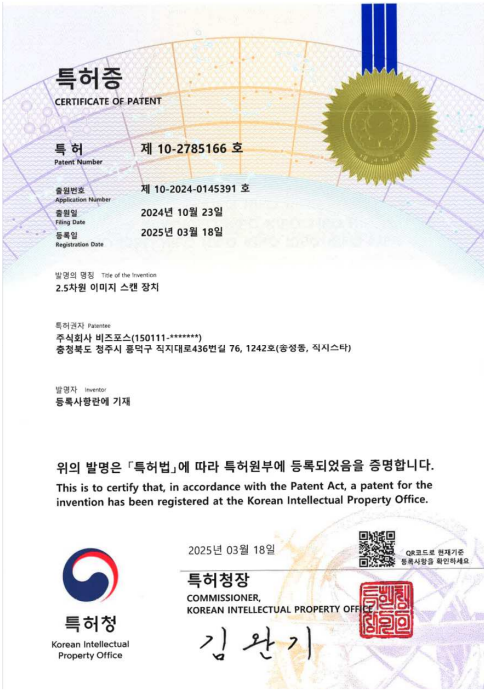 특허증
CERTIFICATE OF PATENT
특 허 제 10-2785166 호
Patent Number
출원번호 제 10-2024-0145391 호
Application Number
출원일 2024년 10월 23일
Filing Date
등록일 2025년 03월 18일
Registration Date
발명의 명칭 Title of the Invention
2.5차원 이미지 스캔 장치
특허권자 Patentee
주식회사 비즈포스(150111-*******)
충청북도 청주시 흥덕구 직지대로436번길 76, 1242호(송정동, 직지스타)
발명자 Inventor
등록사항란에 기재
위의 발명은 「특허법」에 따라 특허원부에 등록되었음을 증명합니다.
This is to certify that, in accordance with the Patent Act, a patent for the
invention has been registered at the Korean Intellectual Property Office.
2025년 03월 18일
QR코드로 현재기준
등록사항을 확인하세요
특허청장
COMMISSIONER,
KOREAN INTELLECTUAL PROPERTY OFFICE
김완기
특허청
Korean Intellectual
Property Office